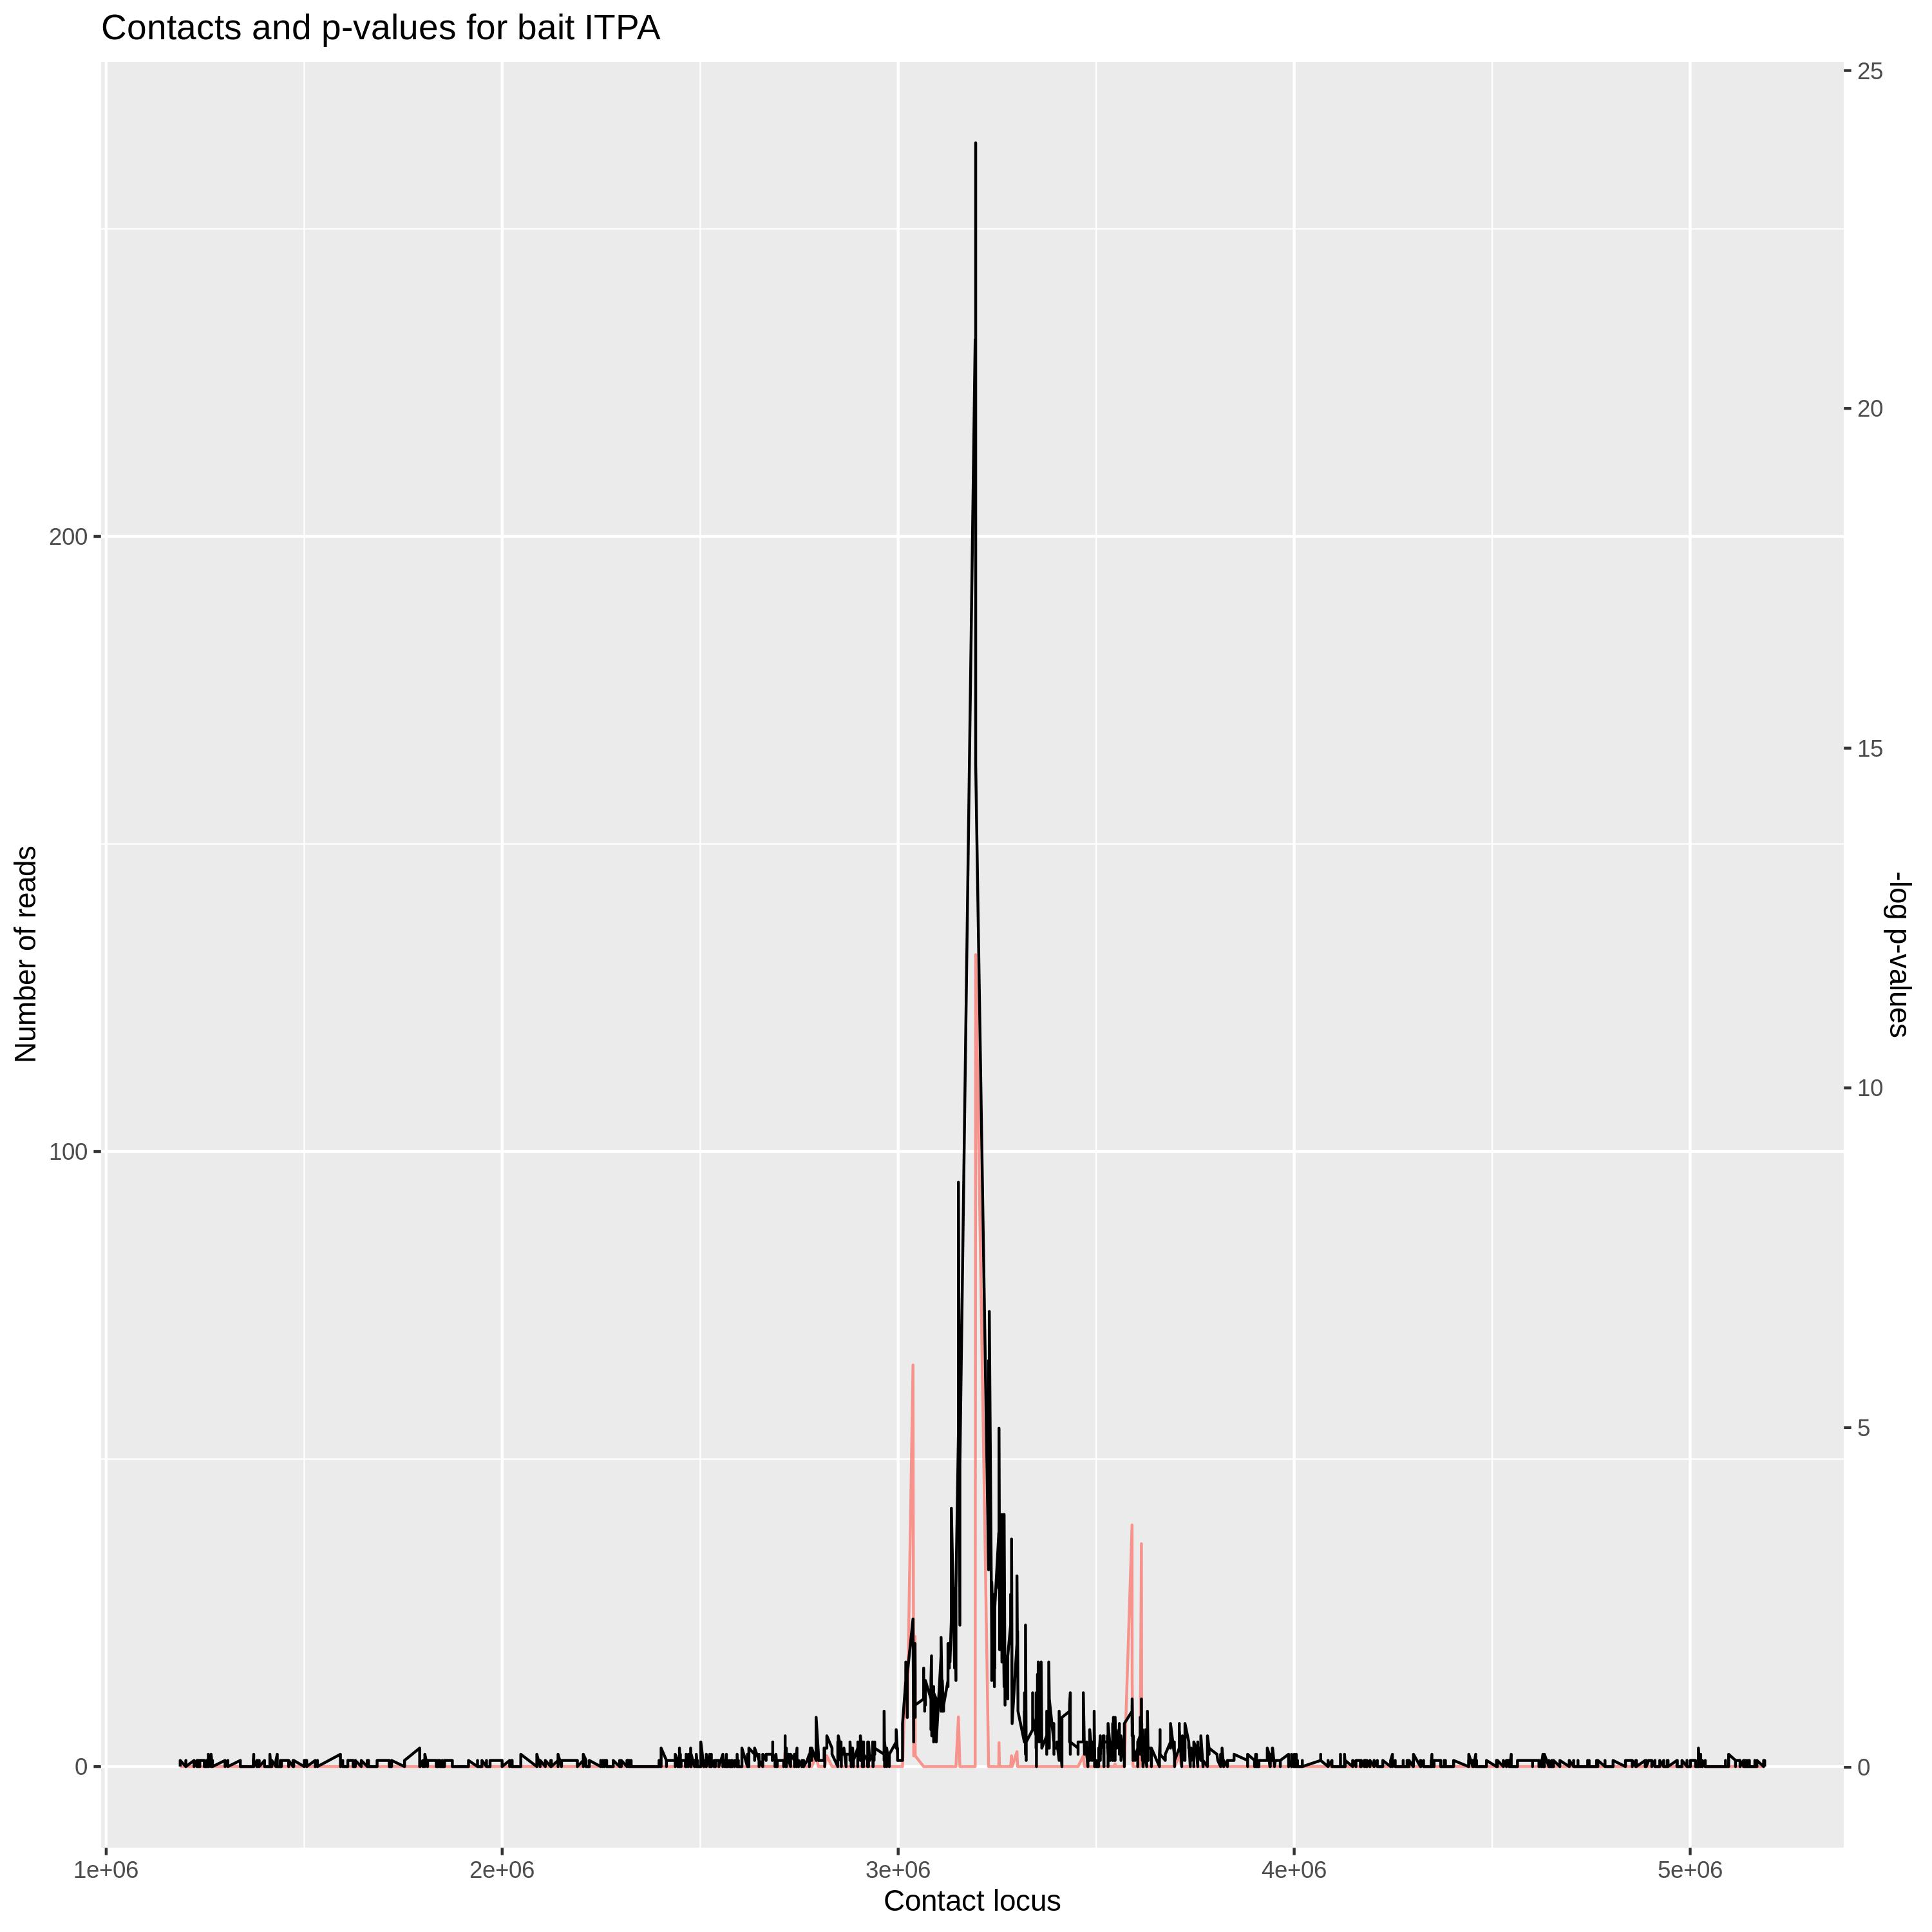 Contacts and p-values for bait ITPA
Number of reads
200
100
0
25
20
15
10
5
0
-log p-values
1e+06
2e+06
3e+06
4e+06
5e+06
Contact locus